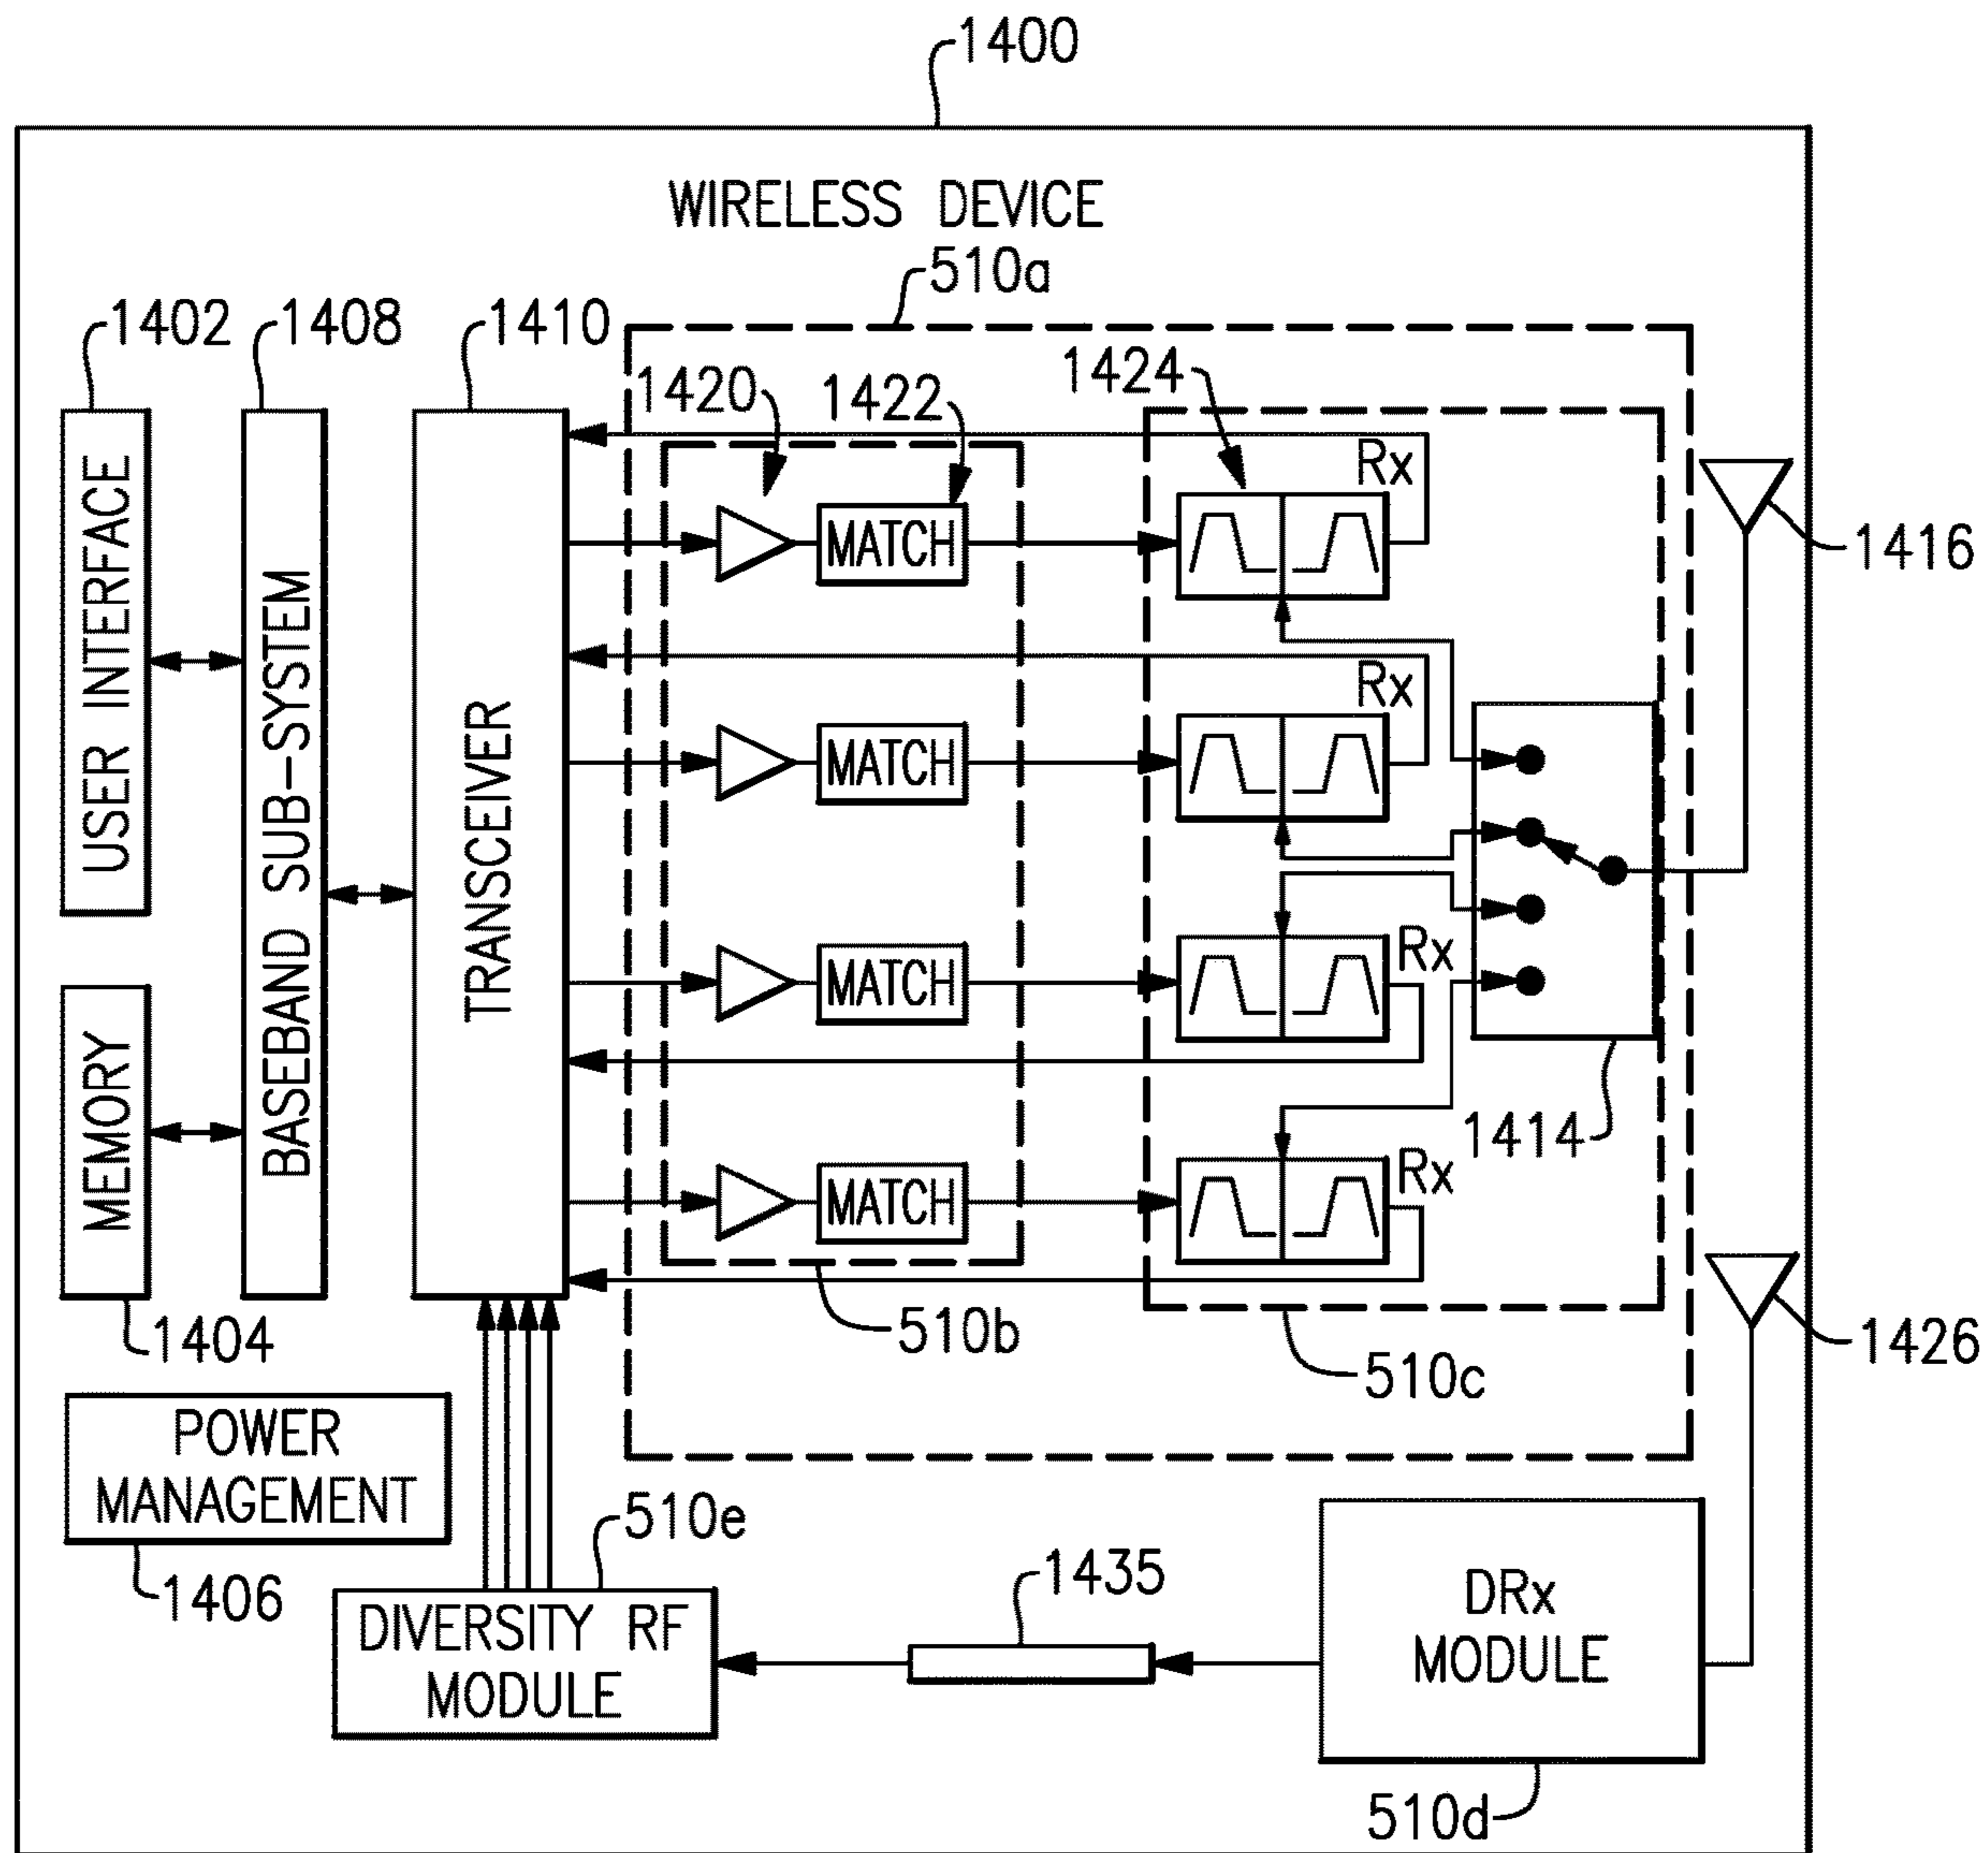 1400
WIRELESS DEVICE
510a
1402
1408
1410
1420
1422
1424
USER INTERFACE
BASEBAND SUB-SYSTEM
TRANSCEIVER
MATCH
Rx
1416
MATCH
Rx
MATCH
Rx
MEMORY
1414
MATCH
Rx
1404
510b
510c
1426
POWER
MANAGEMENT
1406
510e
1435
DIVERSITY RF
MODULE
DRx
MODULE
510d